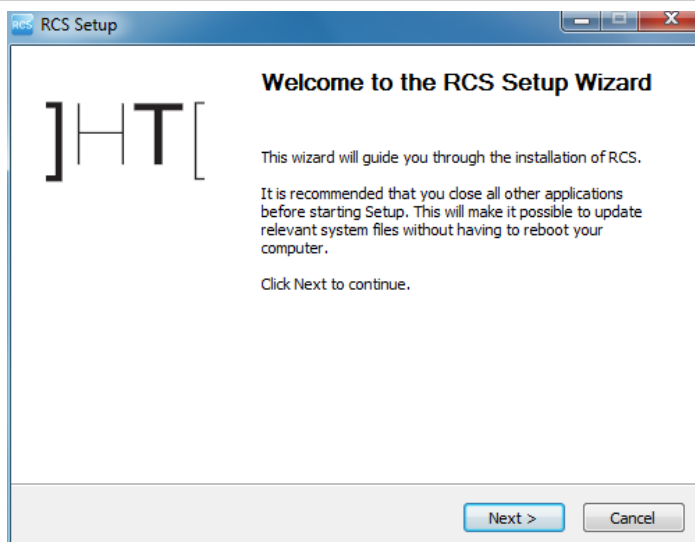 RCS RCS Setup
Welcome to the RCS Setup Wizard
]HT[
This wizard will guide you through the installation of RCS.
It is recommended that you close all other applications
before starting Setup. This will make it possible to update
relevant system files without having to reboot your
computer.
Click Next to continue.
Next > Cancel